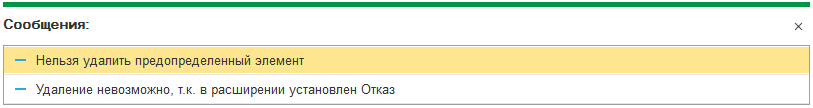 Сообщения:
Нельзя удалить предопределенный элемент
Удаление невозможно, т.к. в расширении установлен Отказ